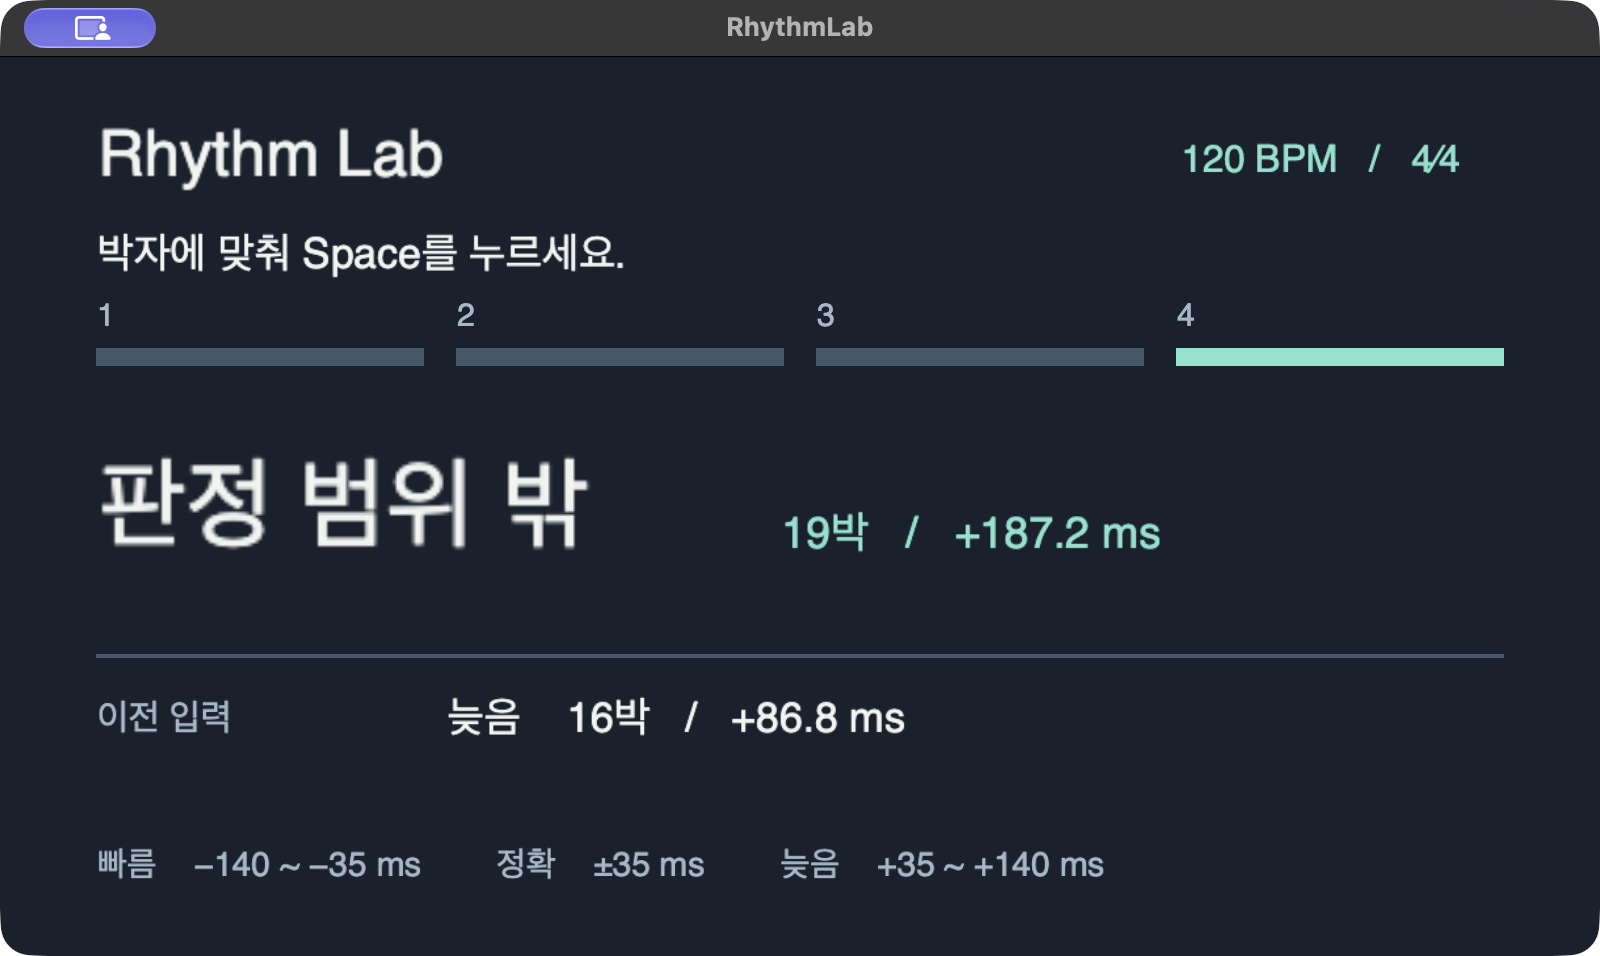 RhythmLab
Rhythm Lab
120 BPM / 4/4
박자에 맞춰 Space를 누르세요.
1 2 3 4
판정 범위 밖 19박 / +187.2 ms
이전 입력 늦음 16박 / +86.8 ms
빠름 −140 ~ −35 ms 정확 ±35 ms 늦음 +35 ~ +140 ms